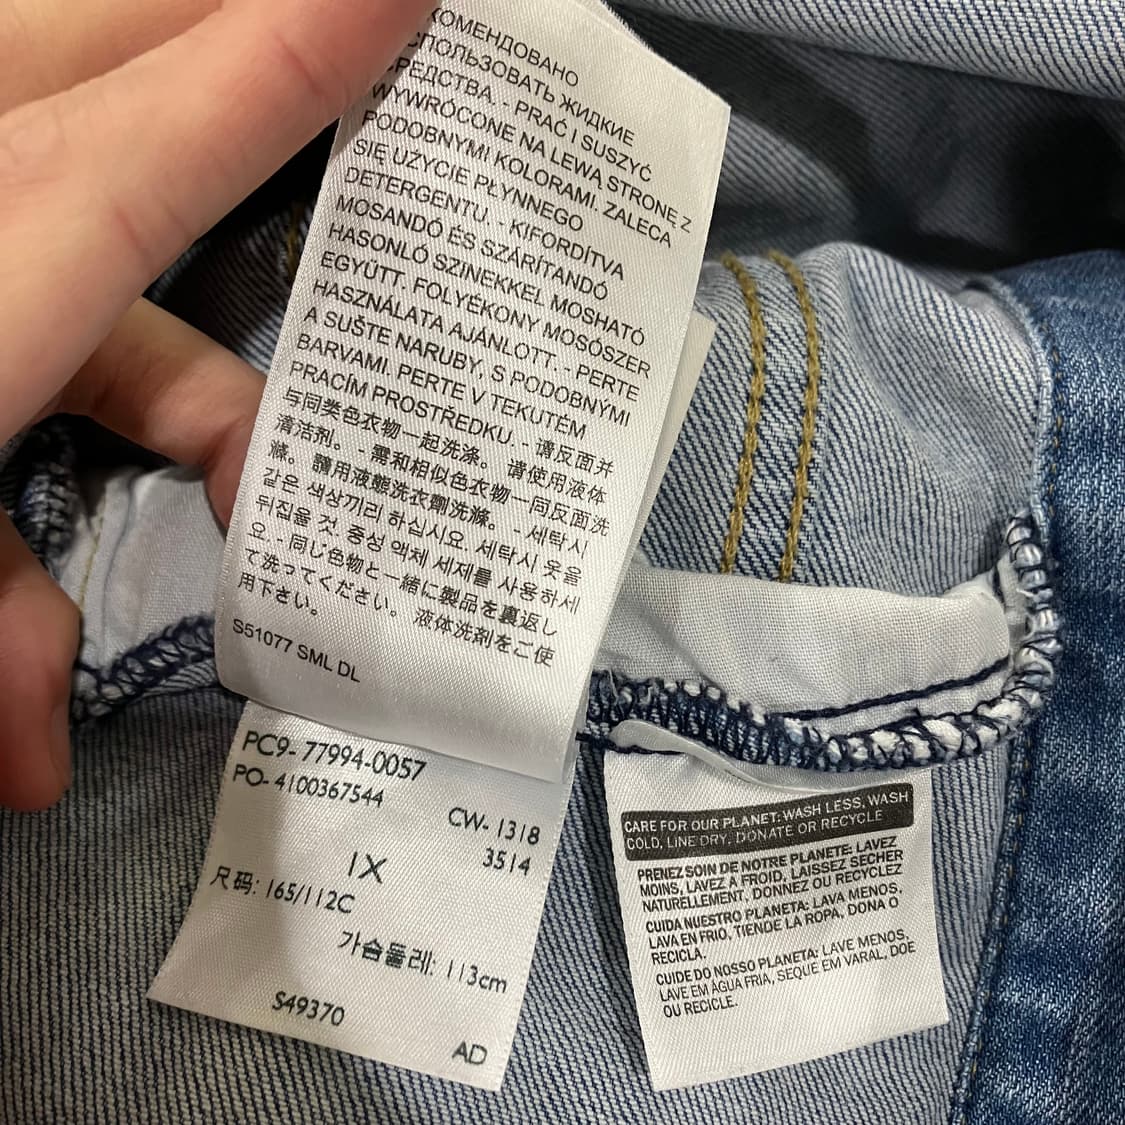 КОМЕНДОВАНО
СПОЛЬЗОВАТЬ ЖИДКИЕ
СРЕДСТВА. - PRAĆ I SUSZYĆ
WYWRÓCONE NA LEWĄ STRONĘ Z
PODOBNYMI KOLORAMI. ZALECA
SIĘ UZYCIE PŁYNNEGO
DETERGENTU. - KIFORDÍTVA
MOSANDÓ ÉS SZÁRÍTANDÓ
HASONLÓ SZINEKKEL MOSHATÓ
EGYÜTT. FOLYÉKONY MOSÓSZER
HASZNÁLATA AJÁNLOTT. - PERTE
A SUŠTE NARUBY, S PODOBNÝMI
BARVAMI. PERTE V TEKUTÉM
PRACÍM PROSTŘEDKU. - 请反面并
与同类色衣物一起洗涤。 请使用液体
清洁剂。 - 需和相似色衣物一同反面洗
滌。 請用液態洗衣劑洗滌。 - 세탁시
같은 색상끼리 하십시요. 세탁시 옷을
뒤집을 것. 중성 액체 세제를 사용하세
요. - 同じ色物と一緒に製品を裏返し
て洗ってください。 液体洗剤をご使
用下さい。
S51077 SML DL
PC9- 77994-0057
PO- 4100367544
CW- 1318
3514
1X
尺码: 165/112C
가슴둘레: 113cm
S49370
AD
CARE FOR OUR PLANET: WASH LESS, WASH
COLD, LINE DRY, DONATE OR RECYCLE
PRENEZ SOIN DE NOTRE PLANETE: LAVEZ
MOINS, LAVEZ A FROID, LAISSEZ SECHER
NATURELLEMENT, DONNEZ OU RECYCLEZ
CUIDA NUESTRO PLANETA: LAVA MENOS,
LAVA EN FRIO, TIENDE LA ROPA, DONA O
RECICLA.
CUIDE DO NOSSO PLANETA: LAVE MENOS,
LAVE EM ÁGUA FRIA, SEQUE EM VARAL, DOE
OU RECICLE.